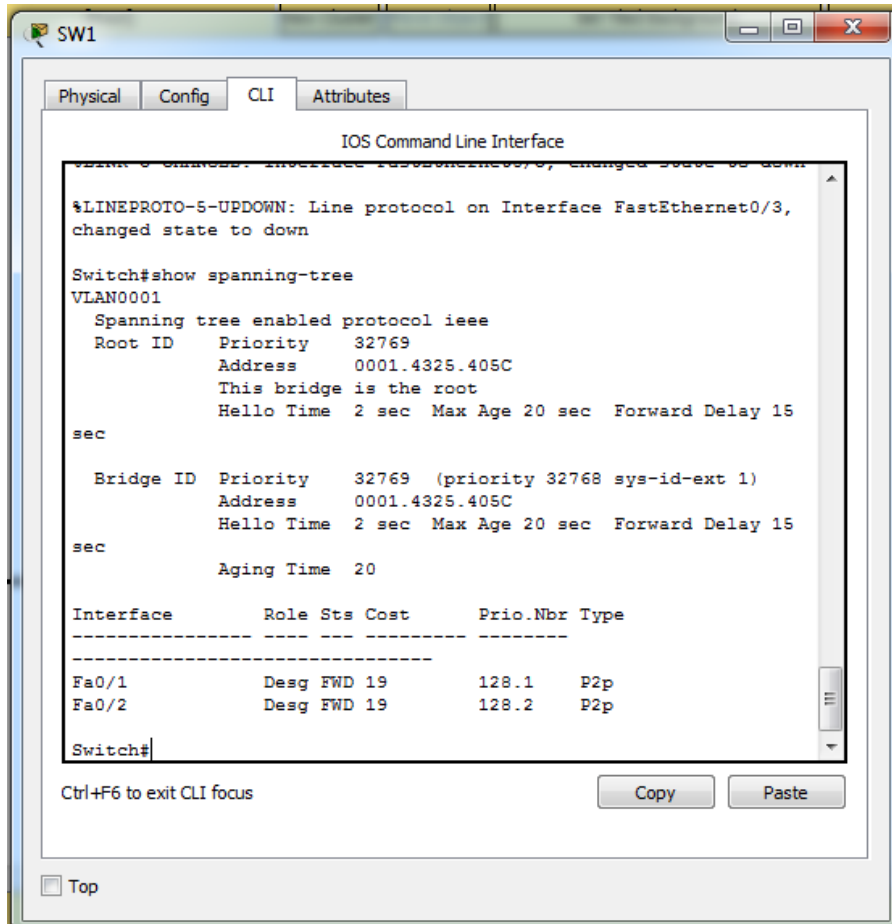 SW1
Physical Config CLI Attributes
IOS Command Line Interface
%LINEPROTO-5-UPDOWN: Line protocol on Interface FastEthernet0/3,
changed state to down
Switch#show spanning-tree
VLAN0001
Spanning tree enabled protocol ieee
Root ID Priority 32769
Address 0001.4325.405C
This bridge is the root
Hello Time 2 sec Max Age 20 sec Forward Delay 15
sec
Bridge ID Priority 32769 (priority 32768 sys-id-ext 1)
Address 0001.4325.405C
Hello Time 2 sec Max Age 20 sec Forward Delay 15
sec
Aging Time 20
Interface Role Sts Cost Prio.Nbr Type
---------------- ---- --- --------- --------
--------------------------------
Fa0/1 Desg FWD 19 128.1 P2p
Fa0/2 Desg FWD 19 128.2 P2p
Switch#
Ctrl+F6 to exit CLI focus Copy Paste
Top